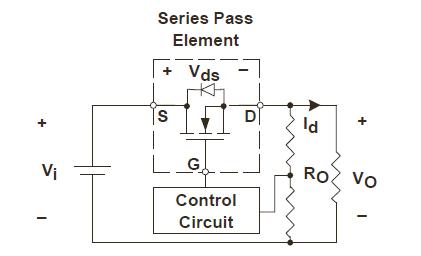 Series Pass
Element
+ Vds –
S
D
Id
+
+
Vi
G
RO
VO
Control
Circuit
–
–